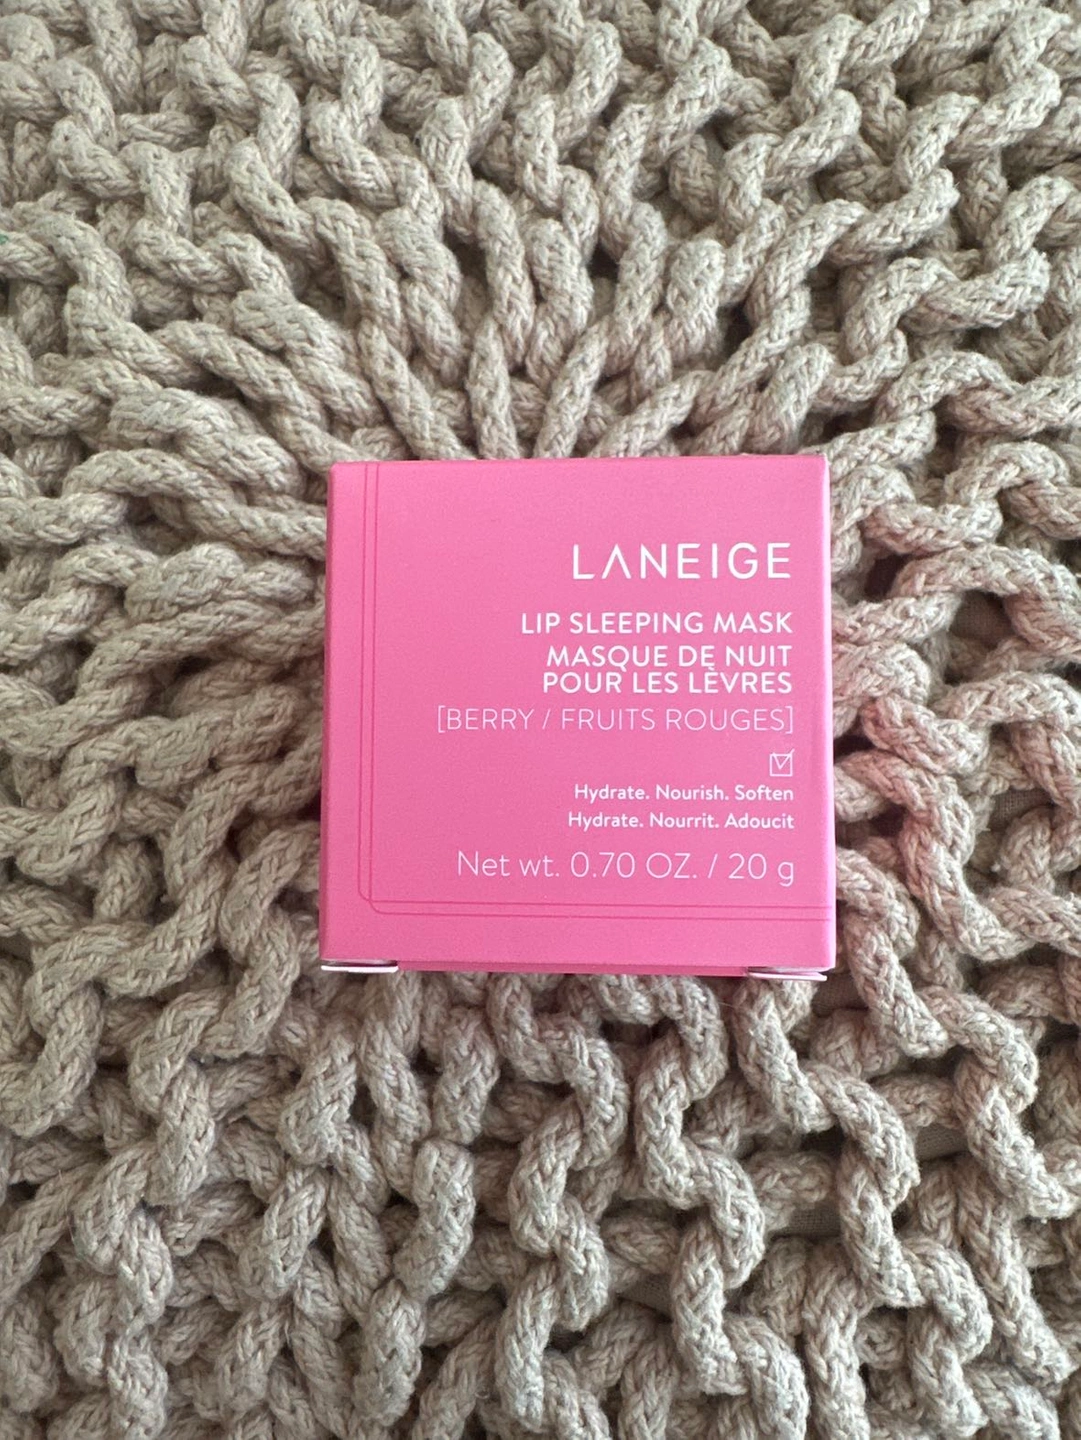 LANEIGE
LIP SLEEPING MASK
MASQUE DE NUIT
POUR LES LÈVRES
[BERRY / FRUITS ROUGES]
Hydrate. Nourish. Soften
Hydrate. Nourrit. Adoucit
Net wt. 0.70 OZ. / 20 g